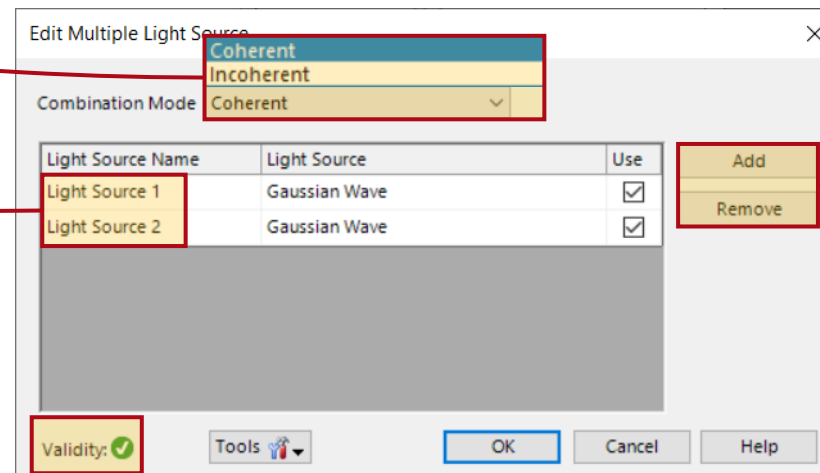 Edit Multiple Light Source
Coherent
Incoherent
Combination Mode Coherent
Light Source Name Light Source Use
Light Source 1 Gaussian Wave
Light Source 2 Gaussian Wave
Add
Remove
Validity:
Tools
OK
Cancel
Help